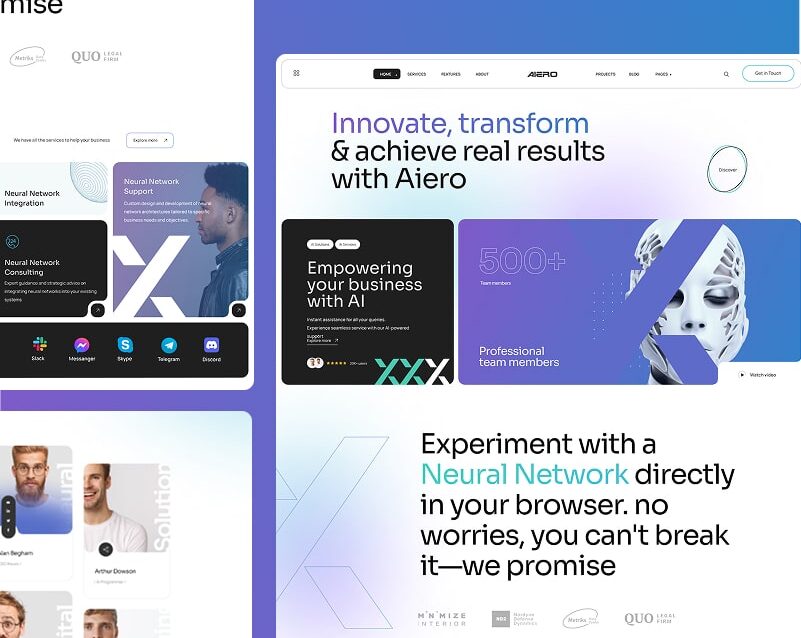 mise
Metriks
QUO LEGAL FIRM
We have all the services to help your business
Explore more
Neural Network
Integration
Neural Network
Support
Custom design and development of neural
network architectures tailored to specific
business needs and objectives.
Neural Network
Consulting
Expert guidance and strategic advice on
integrating neural networks into your existing
systems
Slack
Messanger
Skype
Telegram
Discord
Alan Begham
Solution
Arthur Dowson
HOME
SERVICES
FEATURES
ABOUT
AIERO
PROJECTS
BLOG
PAGES
Get in Touch
Innovate, transform
& achieve real results
with Aiero
Discover
AI Solutions
AI Services
Empowering
your business
with AI
Instant assistance for all your queries.
Experience seamless service with our AI-powered
support.
Explore more
500+
Team members
Professional
team members
Watch video
Experiment with a
Neural Network directly
in your browser. no
worries, you can't break
it—we promise
MINIMIZE
INTERIOR
Metriks
QUO LEGAL FIRM